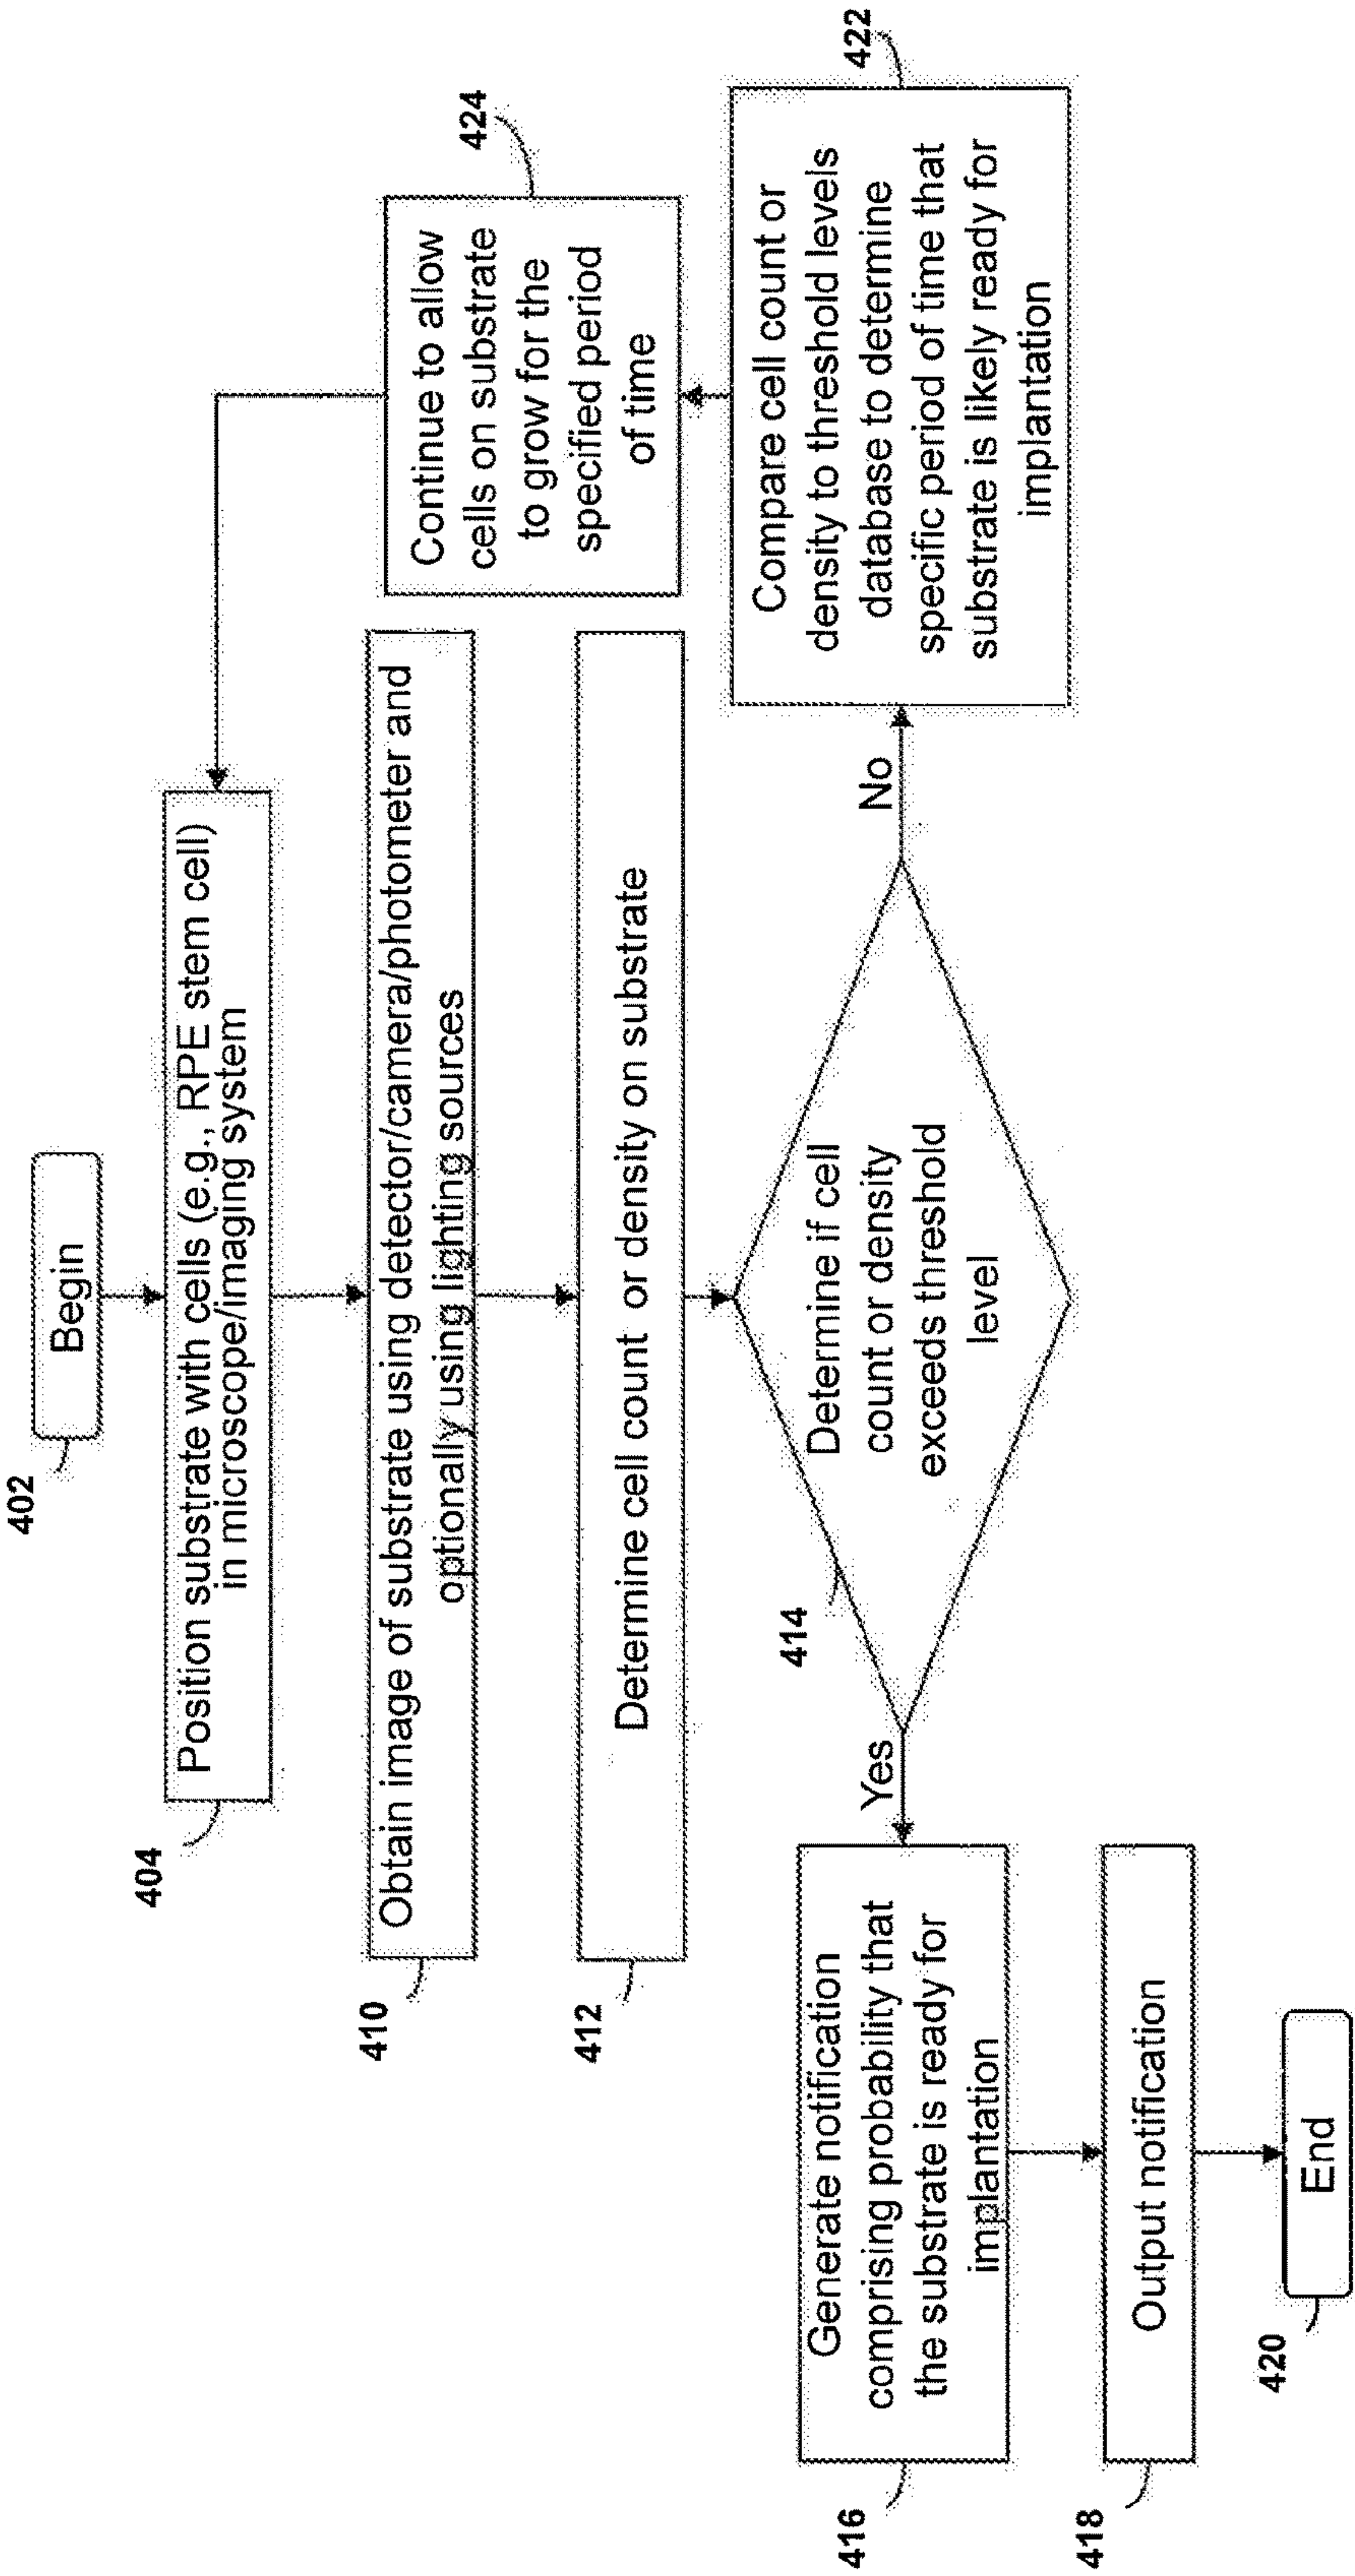 402
Begin
404
Position substrate with cells (e.g., RPE stem cell)
in microscope/imaging system
410
Obtain image of substrate using detector/camera/photometer and
optionally using lighting sources
412
Determine cell count or density on substrate
414
Determine if cell
count or density
exceeds threshold
level
Yes
No
416
Generate notification
comprising probability that
the substrate is ready for
implantation
418
Output notification
420
End
422
Compare cell count or
density to threshold levels
database to determine
specific period of time that
substrate is likely ready for
implantation
424
Continue to allow
cells on substrate
to grow for the
specified period
of time